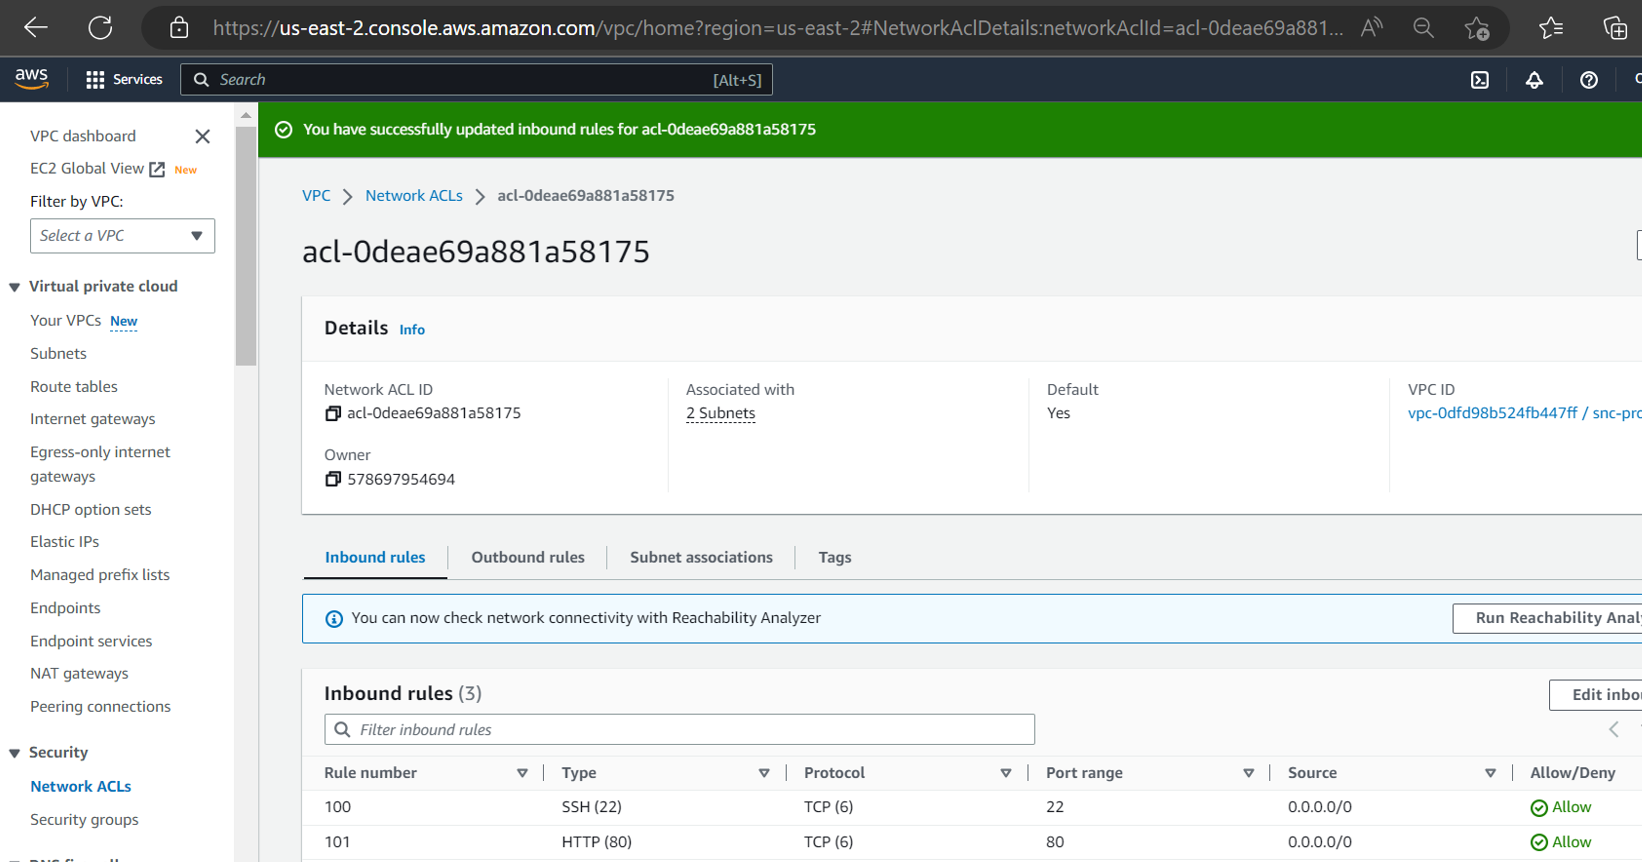 https://us-east-2.console.aws.amazon.com/vpc/home?region=us-east-2#NetworkAclDetails:networkAclId=acl-0deae69a881...
aws
Services
Search
[Alt+S]
VPC dashboard
EC2 Global View New
Filter by VPC:
Select a VPC
Virtual private cloud
Your VPCs New
Subnets
Route tables
Internet gateways
Egress-only internet
gateways
DHCP option sets
Elastic IPs
Managed prefix lists
Endpoints
Endpoint services
NAT gateways
Peering connections
Security
Network ACLs
Security groups
You have successfully updated inbound rules for acl-0deae69a881a58175
VPC > Network ACLs > acl-0deae69a881a58175
acl-0deae69a881a58175
Details Info
Network ACL ID
acl-0deae69a881a58175
Associated with
2 Subnets
Default
Yes
VPC ID
vpc-0dfd98b524fb447ff / snc-pro
Owner
578697954694
Inbound rules
Outbound rules
Subnet associations
Tags
You can now check network connectivity with Reachability Analyzer
Run Reachability Analy
Inbound rules (3)
Edit inbo
Filter inbound rules
Rule number Type Protocol Port range Source Allow/Deny
100 SSH (22) TCP (6) 22 0.0.0.0/0 Allow
101 HTTP (80) TCP (6) 80 0.0.0.0/0 Allow